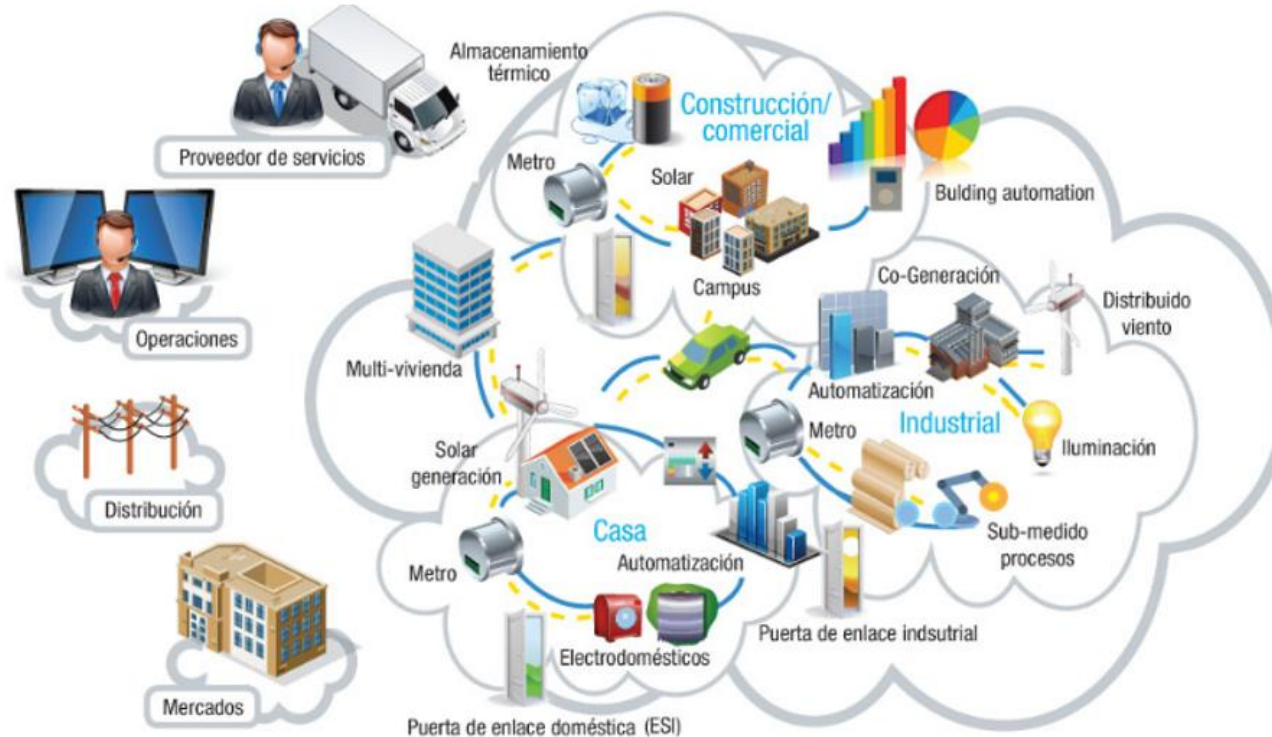 Proveedor de servicios
Operaciones
Distribución
Mercados
Almacenamiento
térmico
Construcción/
comercial
Metro
Solar
Bulding automation
Campus
Multi-vivienda
Co-Generación
Distribuido
viento
Automatización
Industrial
Metro
Iluminación
Sub-medido
procesos
Puerta de enlace indsutrial
Solar
generación
Casa
Metro
Automatización
Electrodomésticos
Puerta de enlace doméstica (ESI)